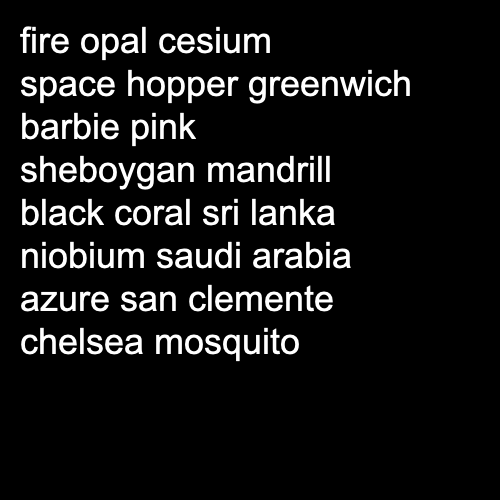 fire opal cesium
space hopper greenwich
barbie pink
sheboygan mandrill
black coral sri lanka
niobium saudi arabia
azure san clemente
chelsea mosquito